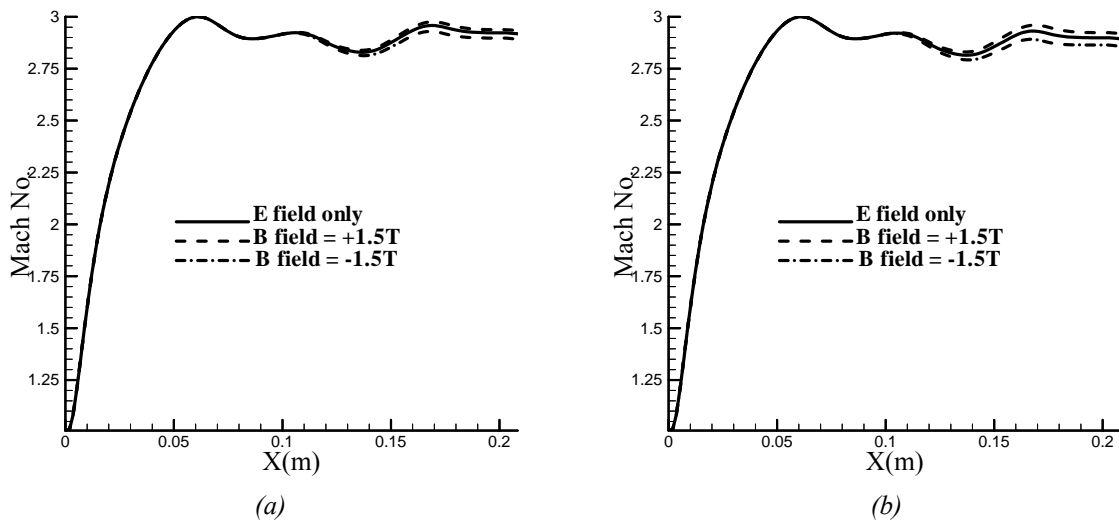 3
2.75
2.5
2.25
2
1.75
1.5
1.25
Mach No.
E field only
B field = +1.5T
B field = -1.5T
0
0.05
0.1
0.15
0.2
X(m)
(a)
3
2.75
2.5
2.25
2
1.75
1.5
1.25
Mach No.
E field only
B field = +1.5T
B field = -1.5T
0
0.05
0.1
0.15
0.2
X(m)
(b)